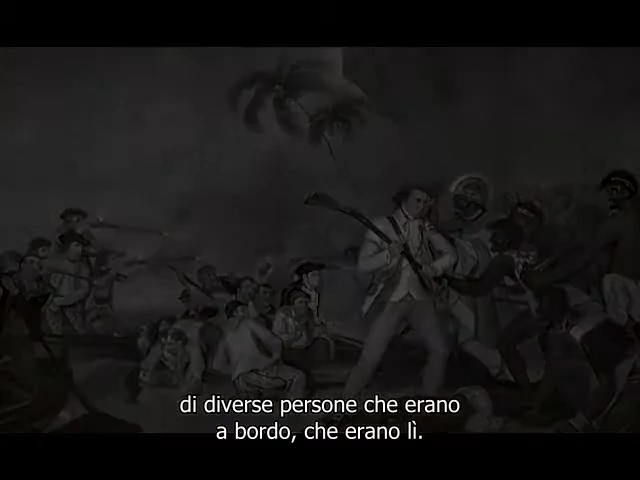 di diverse persone che erano
a bordo, che erano lì.